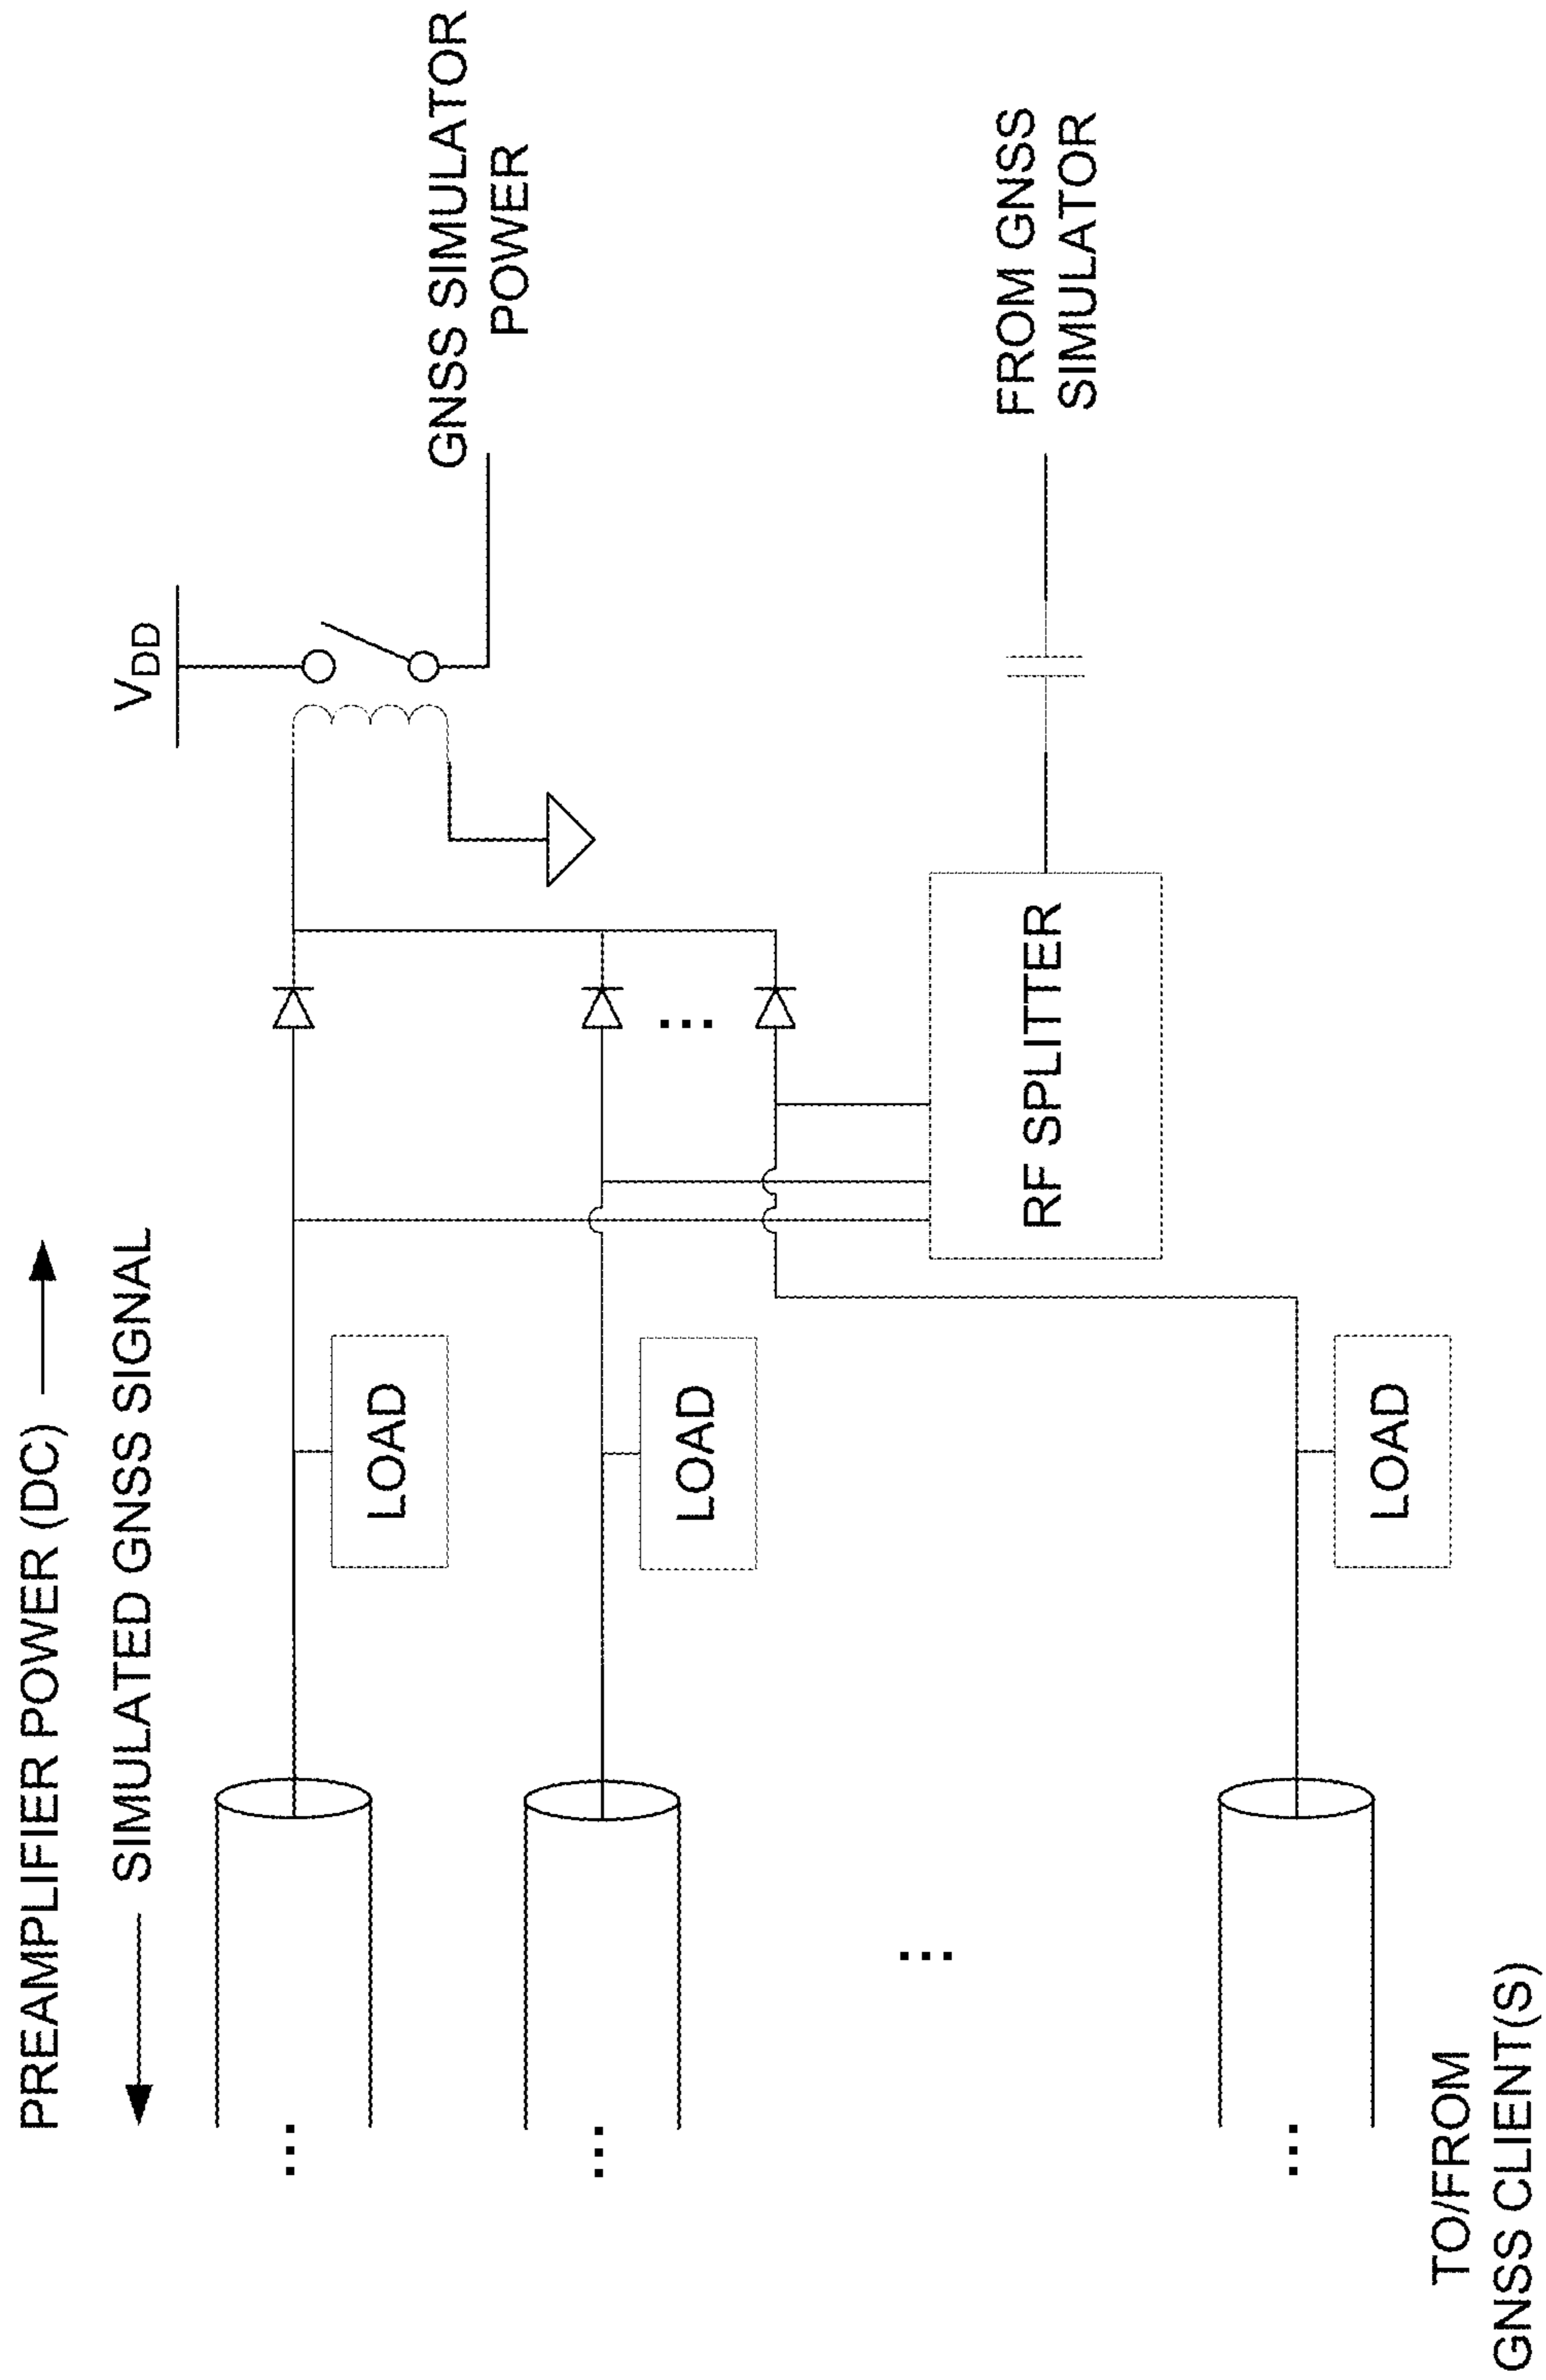 PREAMPLIFIER POWER (DC)
SIMULATED GNSS SIGNAL
V_DD
GNSS SIMULATOR
POWER
LOAD
LOAD
...
RF SPLITTER
FROM GNSS
SIMULATOR
...
...
...
LOAD
...
TO/FROM
GNSS CLIENT(S)